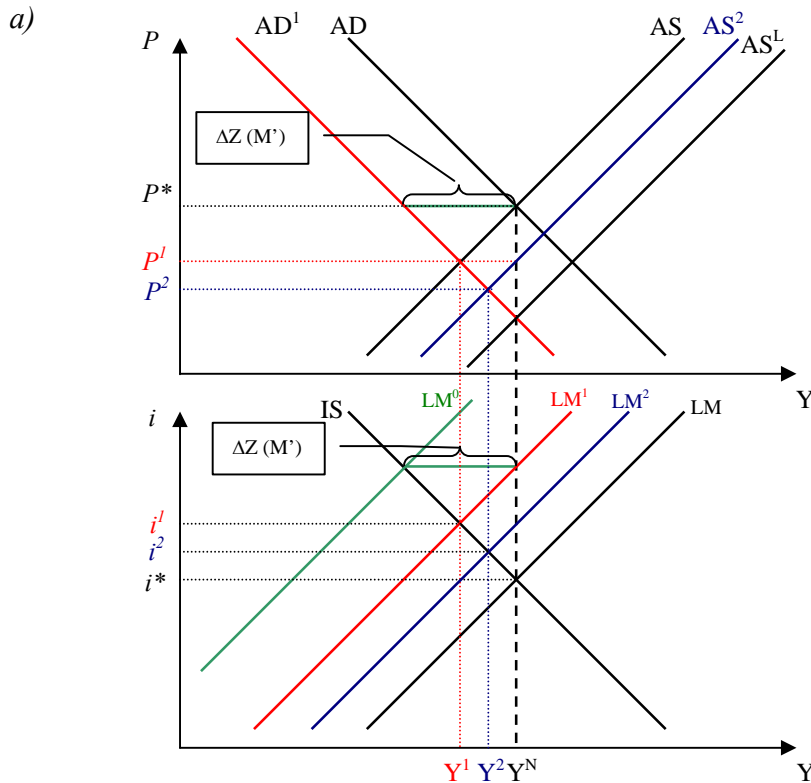 a)
P
AD¹
AD
AS
AS²
ASᴸ
ΔZ (M’)
P*
P¹
P²
Y
i
IS
LM⁰
LM¹
LM²
LM
ΔZ (M’)
i¹
i²
i*
Y¹
Y²
Yᴺ
Y